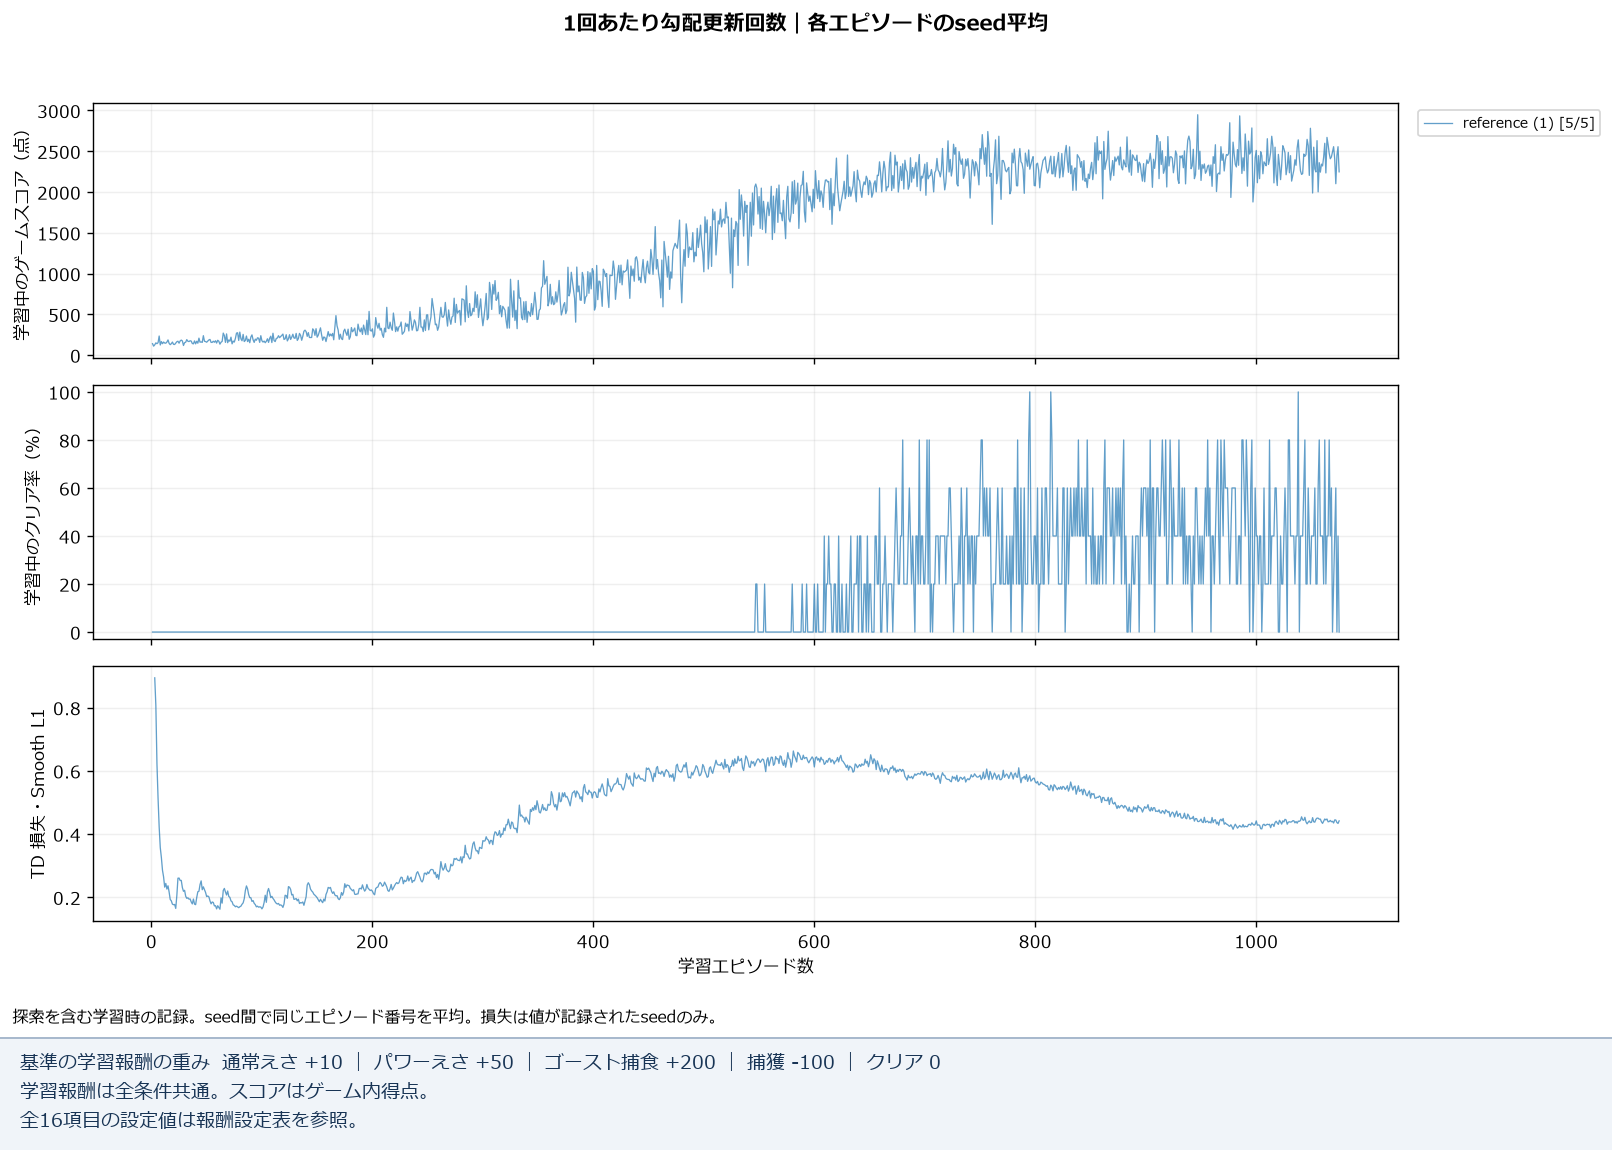 1回あたり勾配更新回数｜各エピソードのseed平均
学習中のゲームスコア（点）
3000
2500
2000
1500
1000
500
0
reference (1) [5/5]
学習中のクリア率（%）
100
80
60
40
20
0
TD 損失・Smooth L1
0.8
0.6
0.4
0.2
0
200
400
600
800
1000
学習エピソード数
探索を含む学習時の記録。seed間で同じエピソード番号を平均。損失は値が記録されたseedのみ。
基準の学習報酬の重み 通常えさ +10 ｜ パワーえさ +50 ｜ ゴースト捕食 +200 ｜ 捕獲 -100 ｜ クリア 0
学習報酬は全条件共通。スコアはゲーム内得点。
全16項目の設定値は報酬設定表を参照。